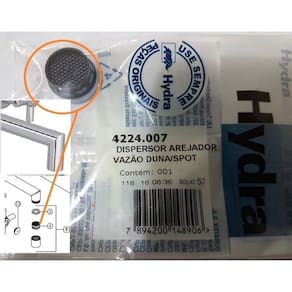 PEÇAS ORIGINAIS
USE SEMPRE
Hydra
4224.007
DISPERSOR AREJADOR
VAZÃO DUNA/SPOT
Contém: 001
7 894200 148906
Hydra